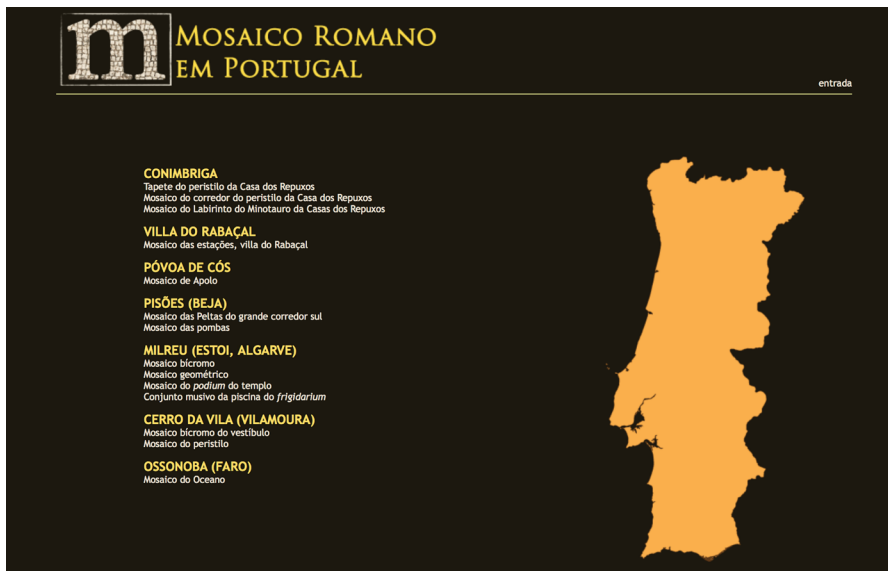 m
MOSAICO ROMANO
EM PORTUGAL
entrada
CONIMBRIGA
Tapete do peristilo da Casa dos Repuxos
Mosaico do corredor do peristilo da Casa dos Repuxos
Mosaico do Labirinto do Minotauro da Casas dos Repuxos
VILLA DO RABAÇAL
Mosaico das estações, villa do Rabaçal
PÓVOA DE CÓS
Mosaico de Apolo
PISÕES (BEJA)
Mosaico das Peltas do grande corredor sul
Mosaico das pombas
MILREU (ESTOI, ALGARVE)
Mosaico bícromo
Mosaico geométrico
Mosaico do podium do templo
Conjunto musivo da piscina do frigidarium
CERRO DA VILA (VILAMOURA)
Mosaico bícromo do vestíbulo
Mosaico do peristilo
OSSONOBA (FARO)
Mosaico do Oceano